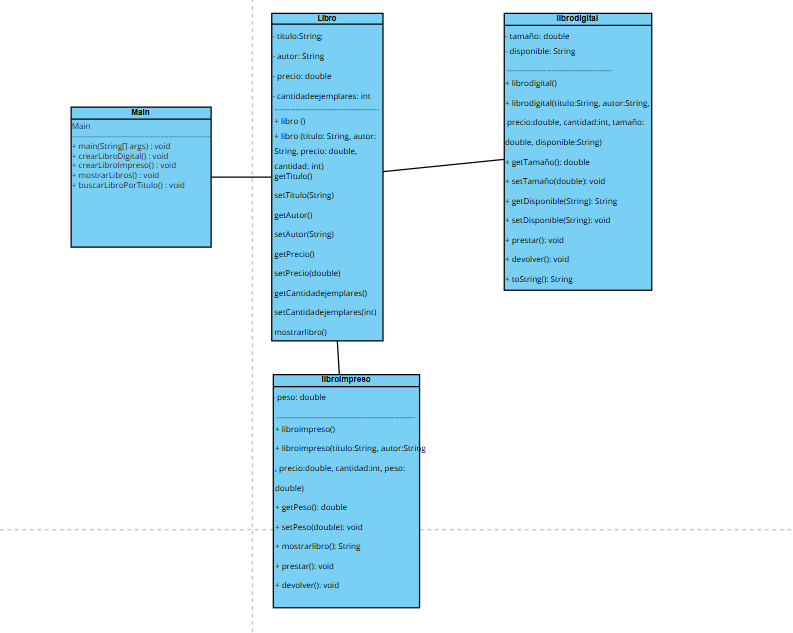 Main
Main
+ main(String[] args) : void
+ crearLibroDigital() : void
+ crearLibroImpreso() : void
+ mostrarLibros() : void
+ buscarLibroPorTitulo() : void
Libro
- titulo:String:
- autor: String
- precio: double
- cantidadeejemplares: int
+ libro ()
+ libro (titulo: String, autor:
String, precio: double,
cantidad: int)
getTitulo()
setTitulo(String)
getAutor()
setAutor(String)
getPrecio()
setPrecio(double)
getCantidadejemplares()
setCantidadejemplares(int)
mostrarlibro()
librodigital
- tamaño: double
- disponible: String
+ librodigital()
+ librodigital(titulo:String, autor:String,
precio:double, cantidad:int, tamaño:
double, disponible:String)
+ getTamaño(): double
+ setTamaño(double): void
+ getDisponible(String): String
+ setDisponible(String): void
+ prestar(): void
+ devolver(): void
+ toString(): String
libroimpreso
peso: double
+ libroimpreso()
+ libroimpreso(titulo:String, autor:String
, precio:double, cantidad:int, peso:
double)
+ getPeso(): double
+ setPeso(double): void
+ mostrarlibro(): String
+ prestar(): void
+ devolver(): void